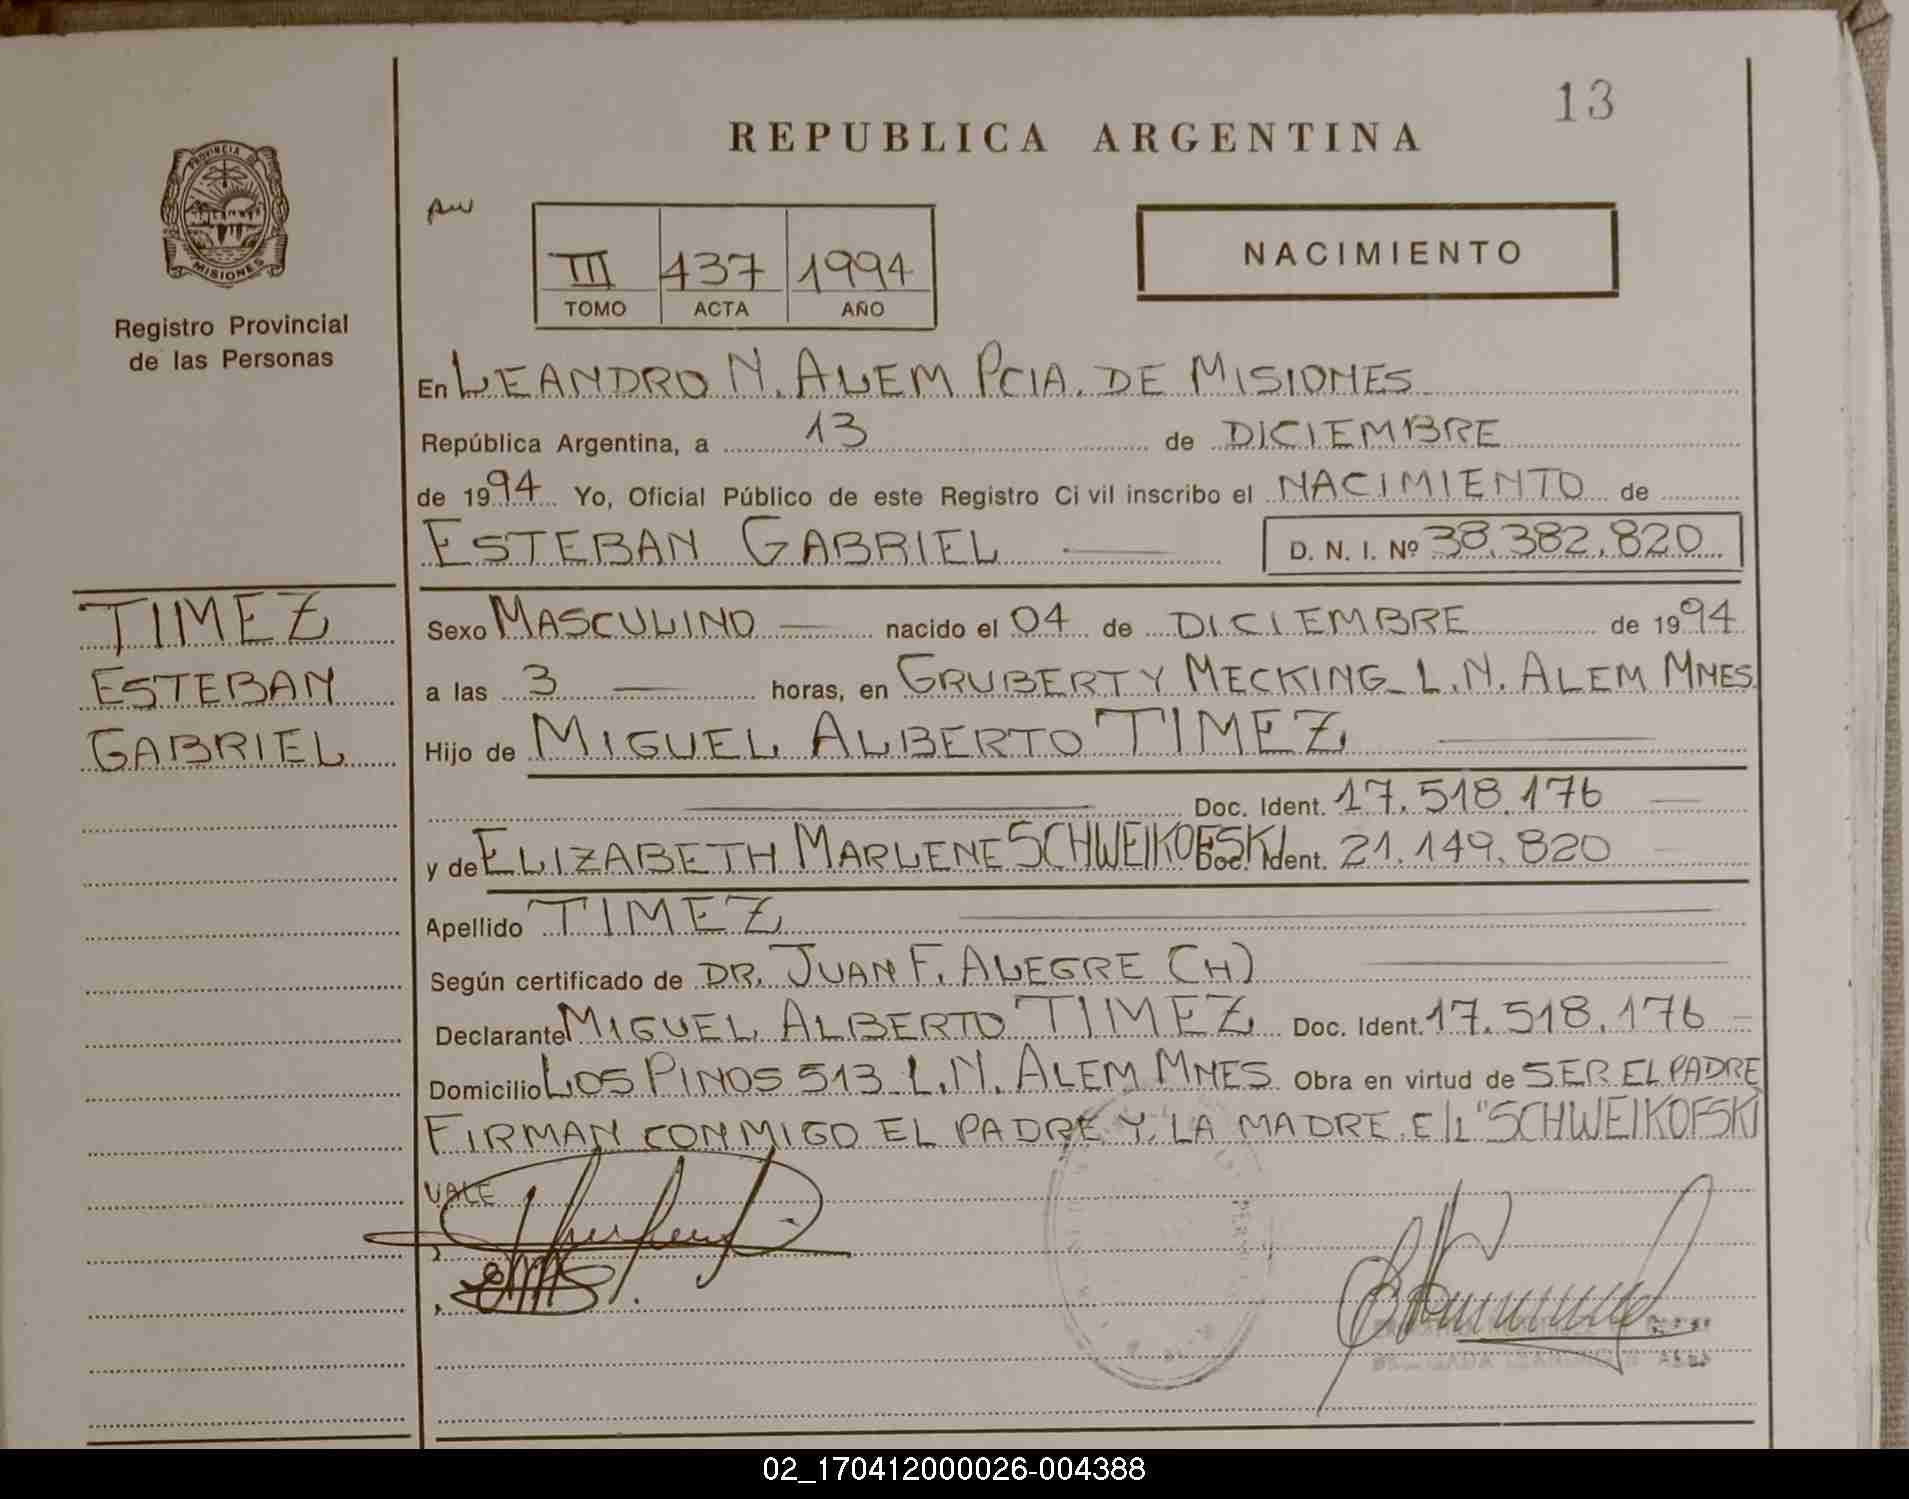 13
REPUBLICA ARGENTINA
PROVINCIA DE
MISIONES
Registro Provincial
de las Personas
III 437 1994
TOMO ACTA AÑO
NACIMIENTO
En LEANDRO N. ALEM PCIA. DE MISIONES
República Argentina, a 13 de DICIEMBRE
de 1994 Yo, Oficial Público de este Registro Civil inscribo el NACIMIENTO de
ESTEBAN GABRIEL D. N. I. Nº 38.382.820
TIMEZ
ESTEBAN
GABRIEL
Sexo MASCULINO nacido el 04 de DICIEMBRE de 1994
a las 3 horas, en GRUBERT Y MECKING L.N. ALEM MNES
Hijo de MIGUEL ALBERTO TIMEZ
Doc. Ident. 17.518.176
y de ELIZABETH MARLENE SCHWEIKOFSKI Doc. Ident. 21.149.820
Apellido TIMEZ
Según certificado de DR. JUAN F. ALEGRE (H)
Declarante MIGUEL ALBERTO TIMEZ Doc. Ident. 17.518.176
Domicilio LOS PINOS 513 L.N. ALEM MNES Obra en virtud de SER EL PADRE
FIRMAN CONMIGO EL PADRE Y LA MADRE. E/L "SCHWEIKOFSKI
VALE
02_170412000026-004388